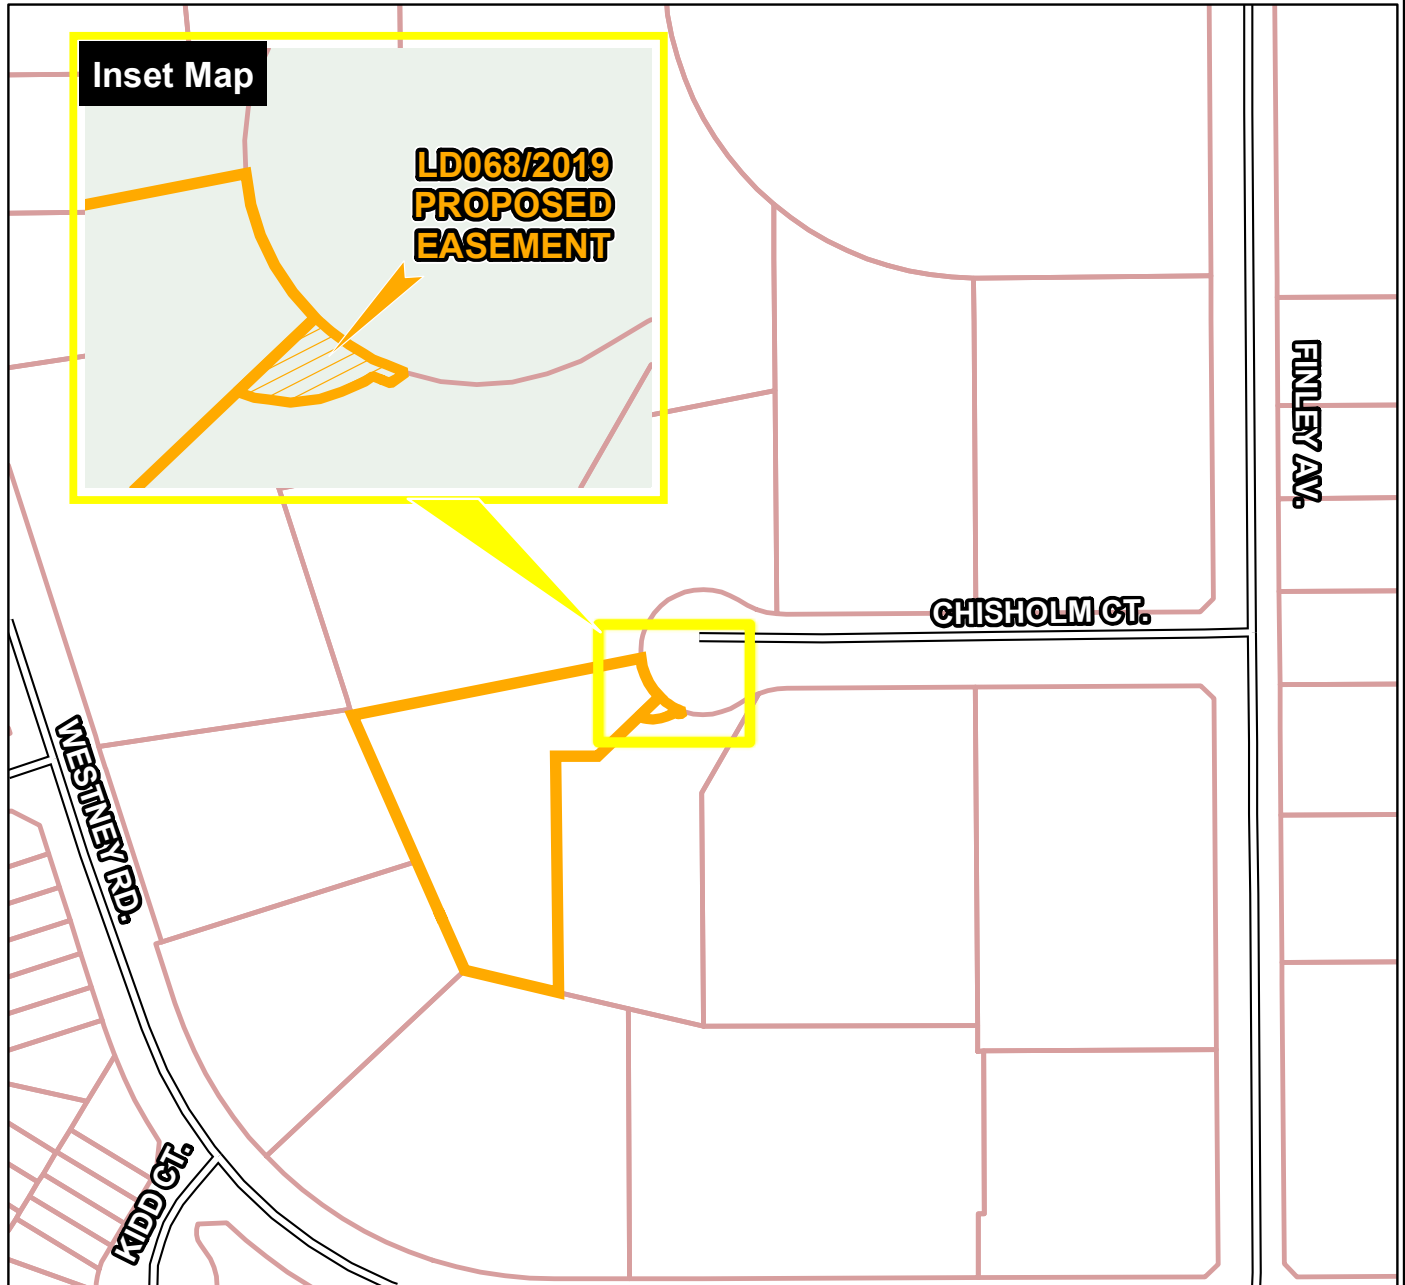 Inset Map
LD068/2019
PROPOSED
EASEMENT
FINLEY AV.
CHISHOLM CT.
WESTNEY RD.
KIDD CT.